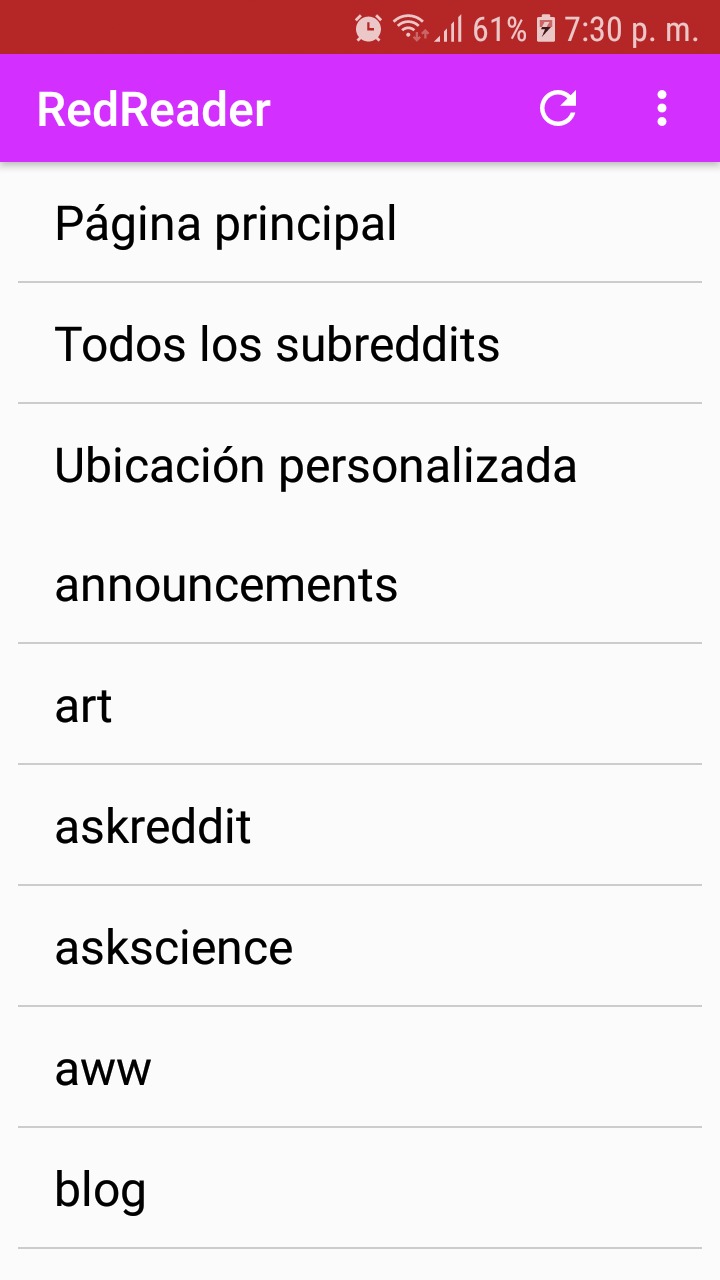 61% 7:30 p. m.
RedReader
Página principal
Todos los subreddits
Ubicación personalizada
announcements
art
askreddit
askscience
aww
blog